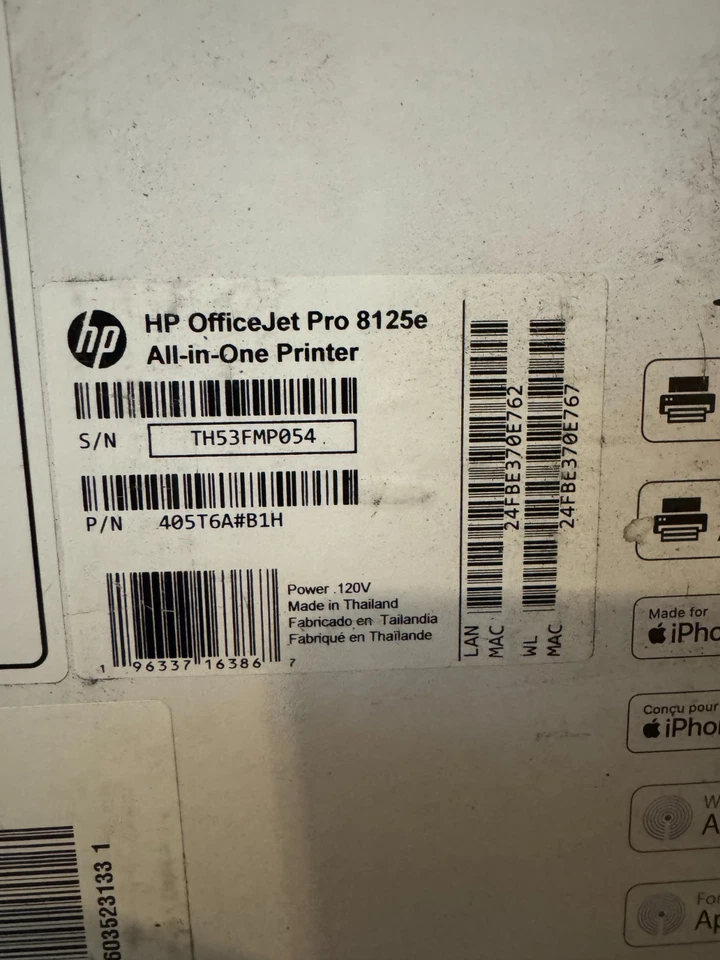 hp
HP OfficeJet Pro 8125e
All-in-One Printer
S/N TH53FMP054
P/N 405T6A#B1H
1 96337 16386 7
Power .120V
Made in Thailand
Fabricado en Tailandia
Fabriqué en Thaïlande
LAN
MAC 24FBE370E762
WL
MAC 24FBE370E767
Made for
iPho
Conçu pour
iPho
W
A
For
Ap
603523133 1